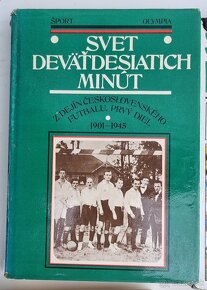 ŠPORT OLYMPIA
SVET
DEVÄŤDESIATICH
MINÚT
Z DEJÍN ČESKOSLOVENSKÉHO
FUTBALU. PRVÝ DIEL
1901-1945